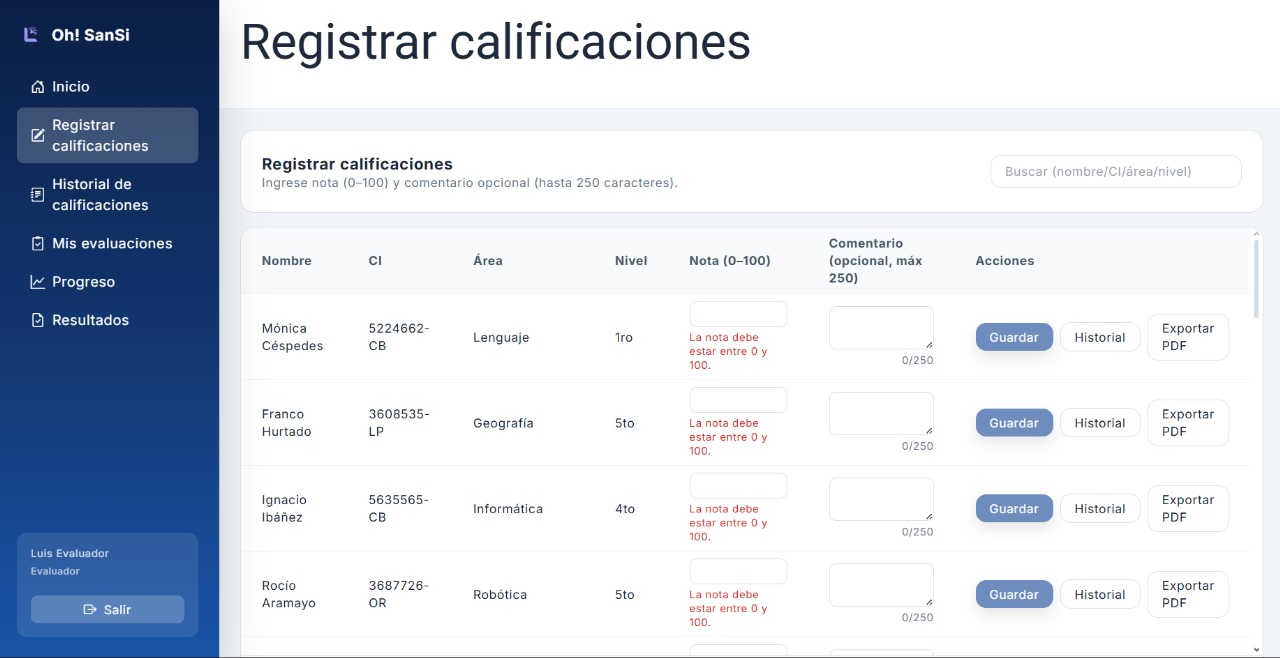 Oh! SanSi
Inicio
Registrar
calificaciones
Historial de
calificaciones
Mis evaluaciones
Progreso
Resultados
Luis Evaluador
Evaluador
Salir
Registrar calificaciones
Registrar calificaciones
Ingrese nota (0–100) y comentario opcional (hasta 250 caracteres).
Buscar (nombre/CI/área/nivel)
Nombre
CI
Área
Nivel
Nota (0–100)
Comentario
(opcional, máx
250)
Acciones
Mónica
Céspedes
5224662-
CB
Lenguaje
1ro
La nota debe
estar entre 0 y
100.
0/250
Guardar
Historial
Exportar
PDF
Franco
Hurtado
3608535-
LP
Geografía
5to
La nota debe
estar entre 0 y
100.
0/250
Guardar
Historial
Exportar
PDF
Ignacio
Ibáñez
5635565-
CB
Informática
4to
La nota debe
estar entre 0 y
100.
0/250
Guardar
Historial
Exportar
PDF
Rocío
Aramayo
3687726-
OR
Robótica
5to
La nota debe
estar entre 0 y
100.
0/250
Guardar
Historial
Exportar
PDF